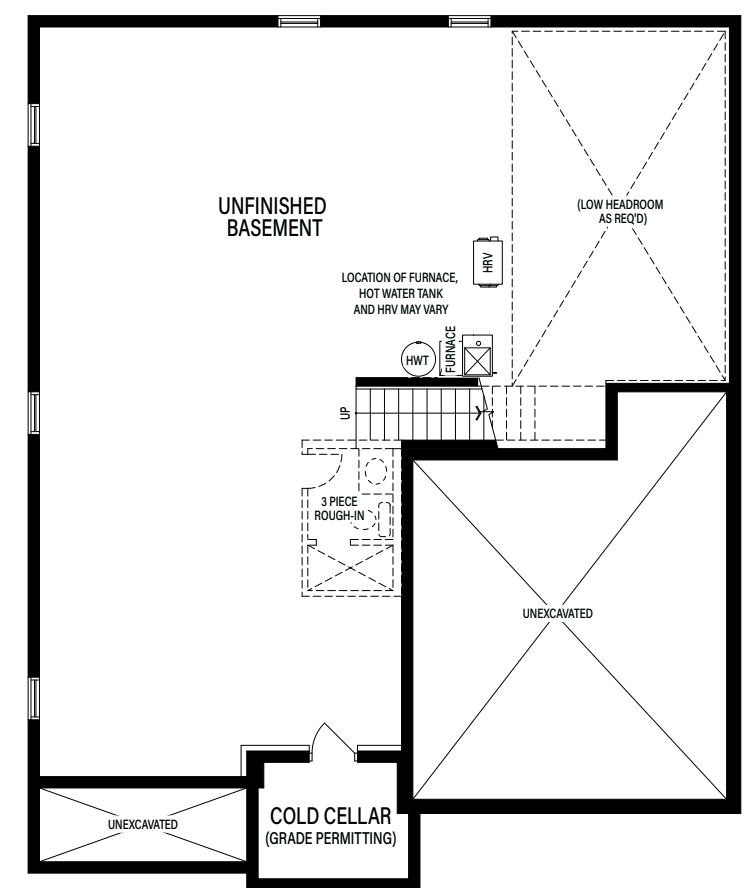 UNFINISHED
BASEMENT
(LOW HEADROOM
AS REQ'D)
HRV
LOCATION OF FURNACE,
HOT WATER TANK
AND HRV MAY VARY
HWT
FURNACE
UP
3 PIECE
ROUGH-IN
UNEXCAVATED
UNEXCAVATED
COLD CELLAR
(GRADE PERMITTING)